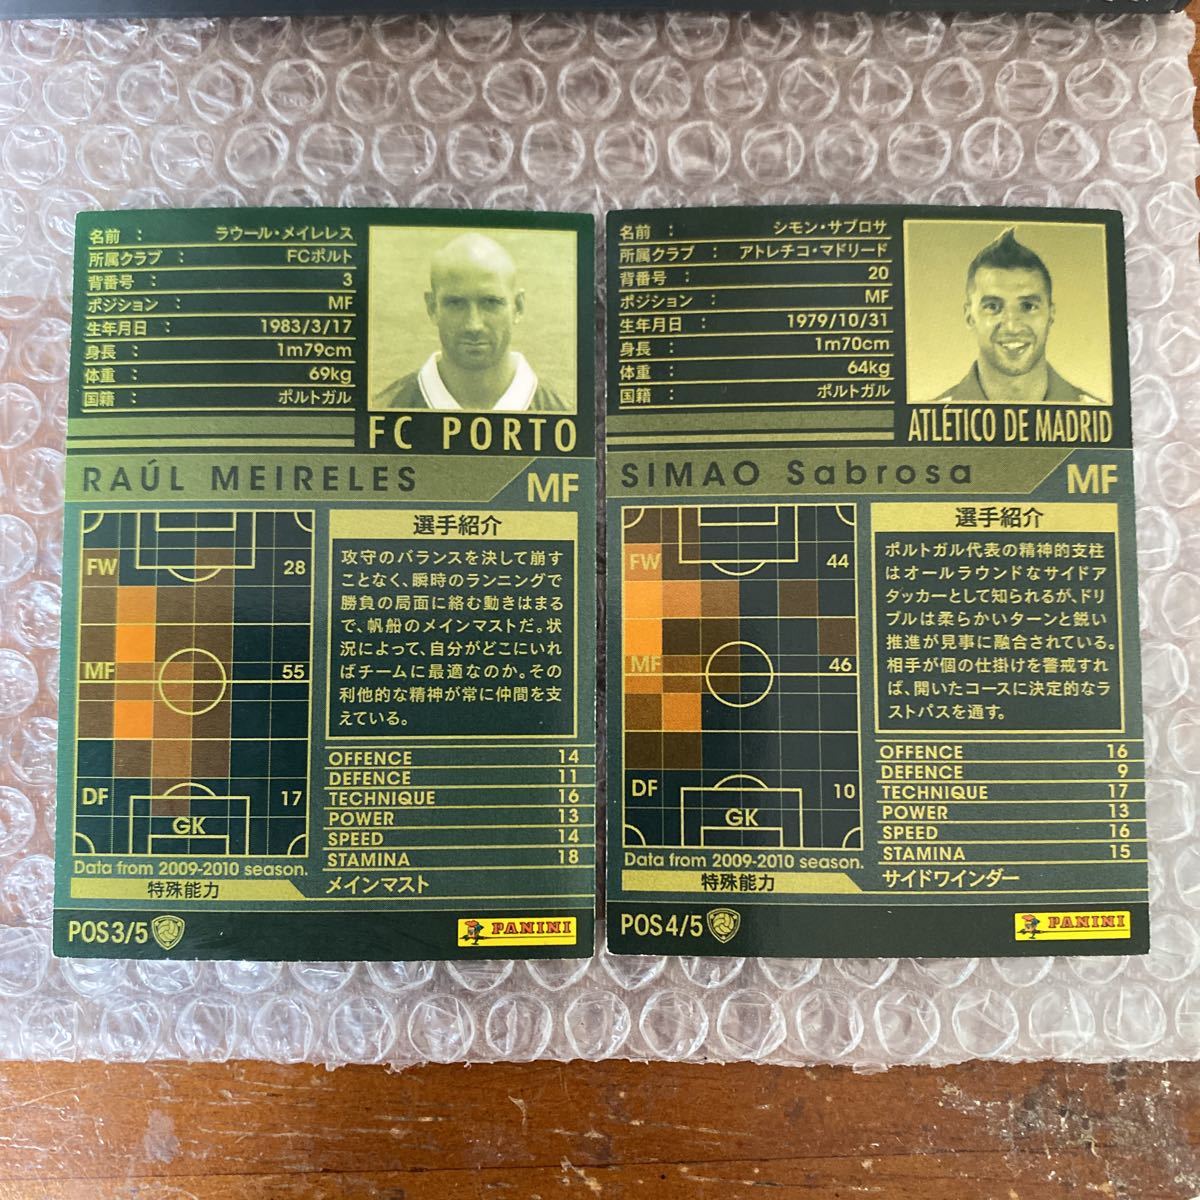 名前 : ラウール・メイレレス
所属クラブ : FCポルト
背番号 : 3
ポジション : MF
生年月日 : 1983/3/17
身長 : 1m79cm
体重 : 69kg
国籍 : ポルトガル
FC PORTO
RAÚL MEIRELES MF
FW 28
MF 55
DF 17
GK
Data from 2009-2010 season.
選手紹介
攻守のバランスを決して崩す
ことなく、瞬時のランニングで
勝負の局面に絡む動きはまる
で、帆船のメインマストだ。状
況によって、自分がどこにいれ
ばチームに最適なのか。その
利他的な精神が常に仲間を支
えている。
OFFENCE 14
DEFENCE 11
TECHNIQUE 16
POWER 13
SPEED 14
STAMINA 18
特殊能力 メインマスト
POS 3/5
PANINI
名前 : シモン・サブロサ
所属クラブ : アトレチコ・マドリード
背番号 : 20
ポジション : MF
生年月日 : 1979/10/31
身長 : 1m70cm
体重 : 64kg
国籍 : ポルトガル
ATLÉTICO DE MADRID
SIMAO Sabrosa MF
FW 44
MF 46
DF 10
GK
Data from 2009-2010 season.
選手紹介
ポルトガル代表の精神的支柱
はオールラウンドなサイドア
タッカーとして知られるが、ドリ
ブルは柔らかいターンと鋭い
推進が見事に融合されている。
相手が個の仕掛けを警戒すれ
ば、開いたコースに決定的なラ
ストパスを通す。
OFFENCE 16
DEFENCE 9
TECHNIQUE 17
POWER 13
SPEED 16
STAMINA 15
特殊能力 サイドワインダー
POS 4/5
PANINI